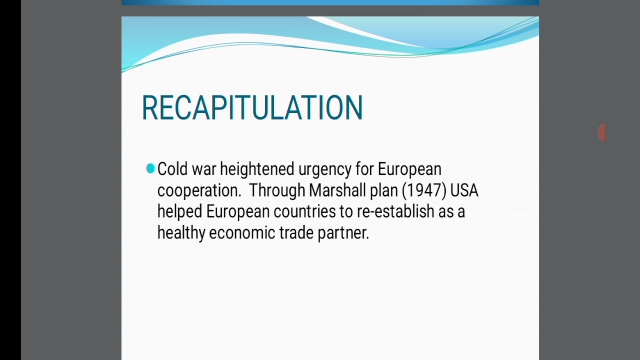 RECAPITULATION
Cold war heightened urgency for European
cooperation. Through Marshall plan (1947) USA
helped European countries to re-establish as a
healthy economic trade partner.